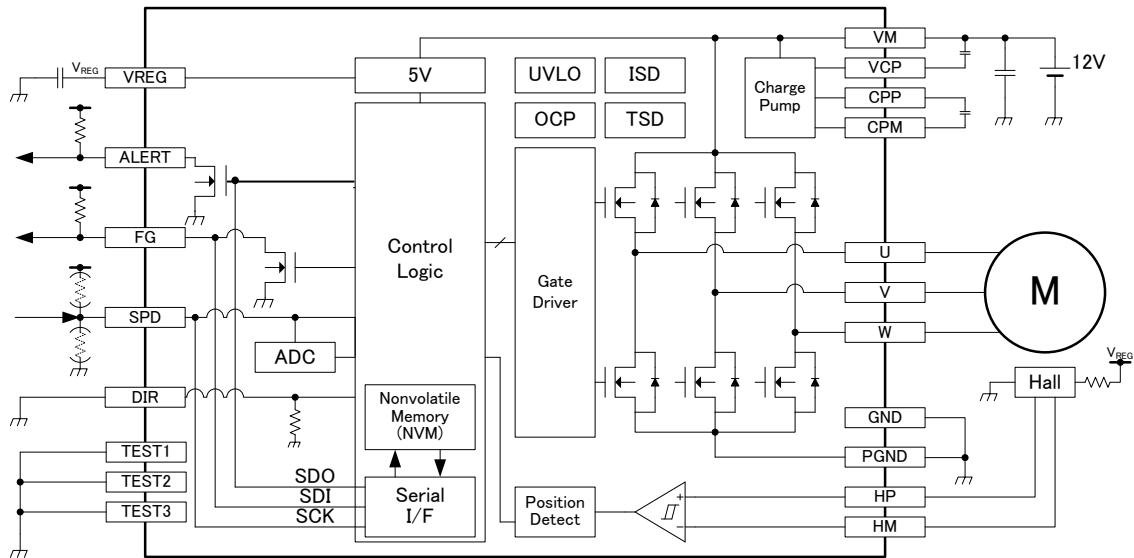 VREG
VREG
5V
UVLO
ISD
OCP
TSD
Charge
Pump
VM
VCP
CPP
CPM
12V
ALERT
FG
SPD
DIR
TEST1
TEST2
TEST3
ADC
Control
Logic
Nonvolatile
Memory
(NVM)
SDO
SDI
SCK
Serial
I/F
Gate
Driver
Position
Detect
U
V
W
M
VREG
Hall
GND
PGND
HP
HM
+
−